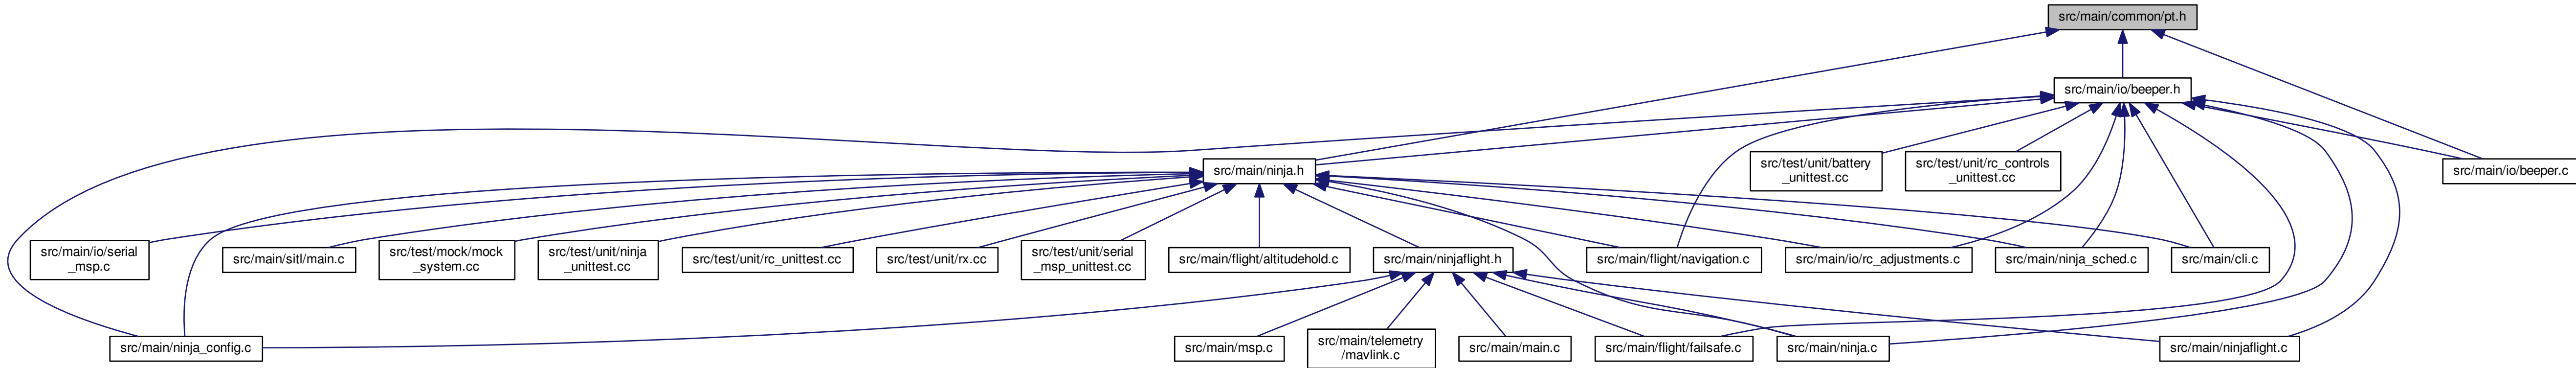 src/main/common/pt.h
src/main/io/beeper.h
src/main/ninja.h
src/test/unit/battery
_unittest.cc
src/test/unit/rc_controls
_unittest.cc
src/main/io/beeper.c
src/main/io/serial
_msp.c
src/main/sitl/main.c
src/test/mock/mock
_system.cc
src/test/unit/ninja
_unittest.cc
src/test/unit/rc_unittest.cc
src/test/unit/rx.cc
src/test/unit/serial
_msp_unittest.cc
src/main/flight/altitudehold.c
src/main/ninjaflight.h
src/main/flight/navigation.c
src/main/io/rc_adjustments.c
src/main/ninja_sched.c
src/main/cli.c
src/main/ninja_config.c
src/main/msp.c
src/main/telemetry
/mavlink.c
src/main/main.c
src/main/flight/failsafe.c
src/main/ninja.c
src/main/ninjaflight.c